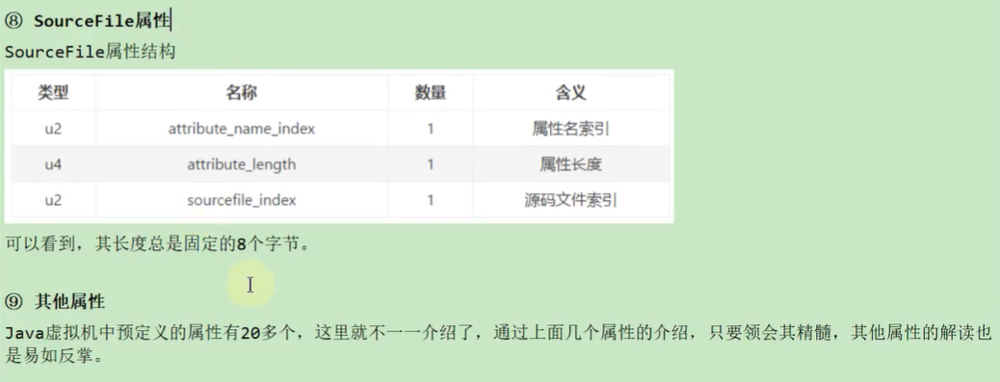 ⑧ SourceFile属性
SourceFile属性结构
类型 名称 数量 含义
u2 attribute_name_index 1 属性名索引
u4 attribute_length 1 属性长度
u2 sourcefile_index 1 源码文件索引
可以看到，其长度总是固定的8个字节。
⑨ 其他属性
Java虚拟机中预定义的属性有20多个，这里就不一一介绍了，通过上面几个属性的介绍，只要领会其精髓，其他属性的解读也
是易如反掌。